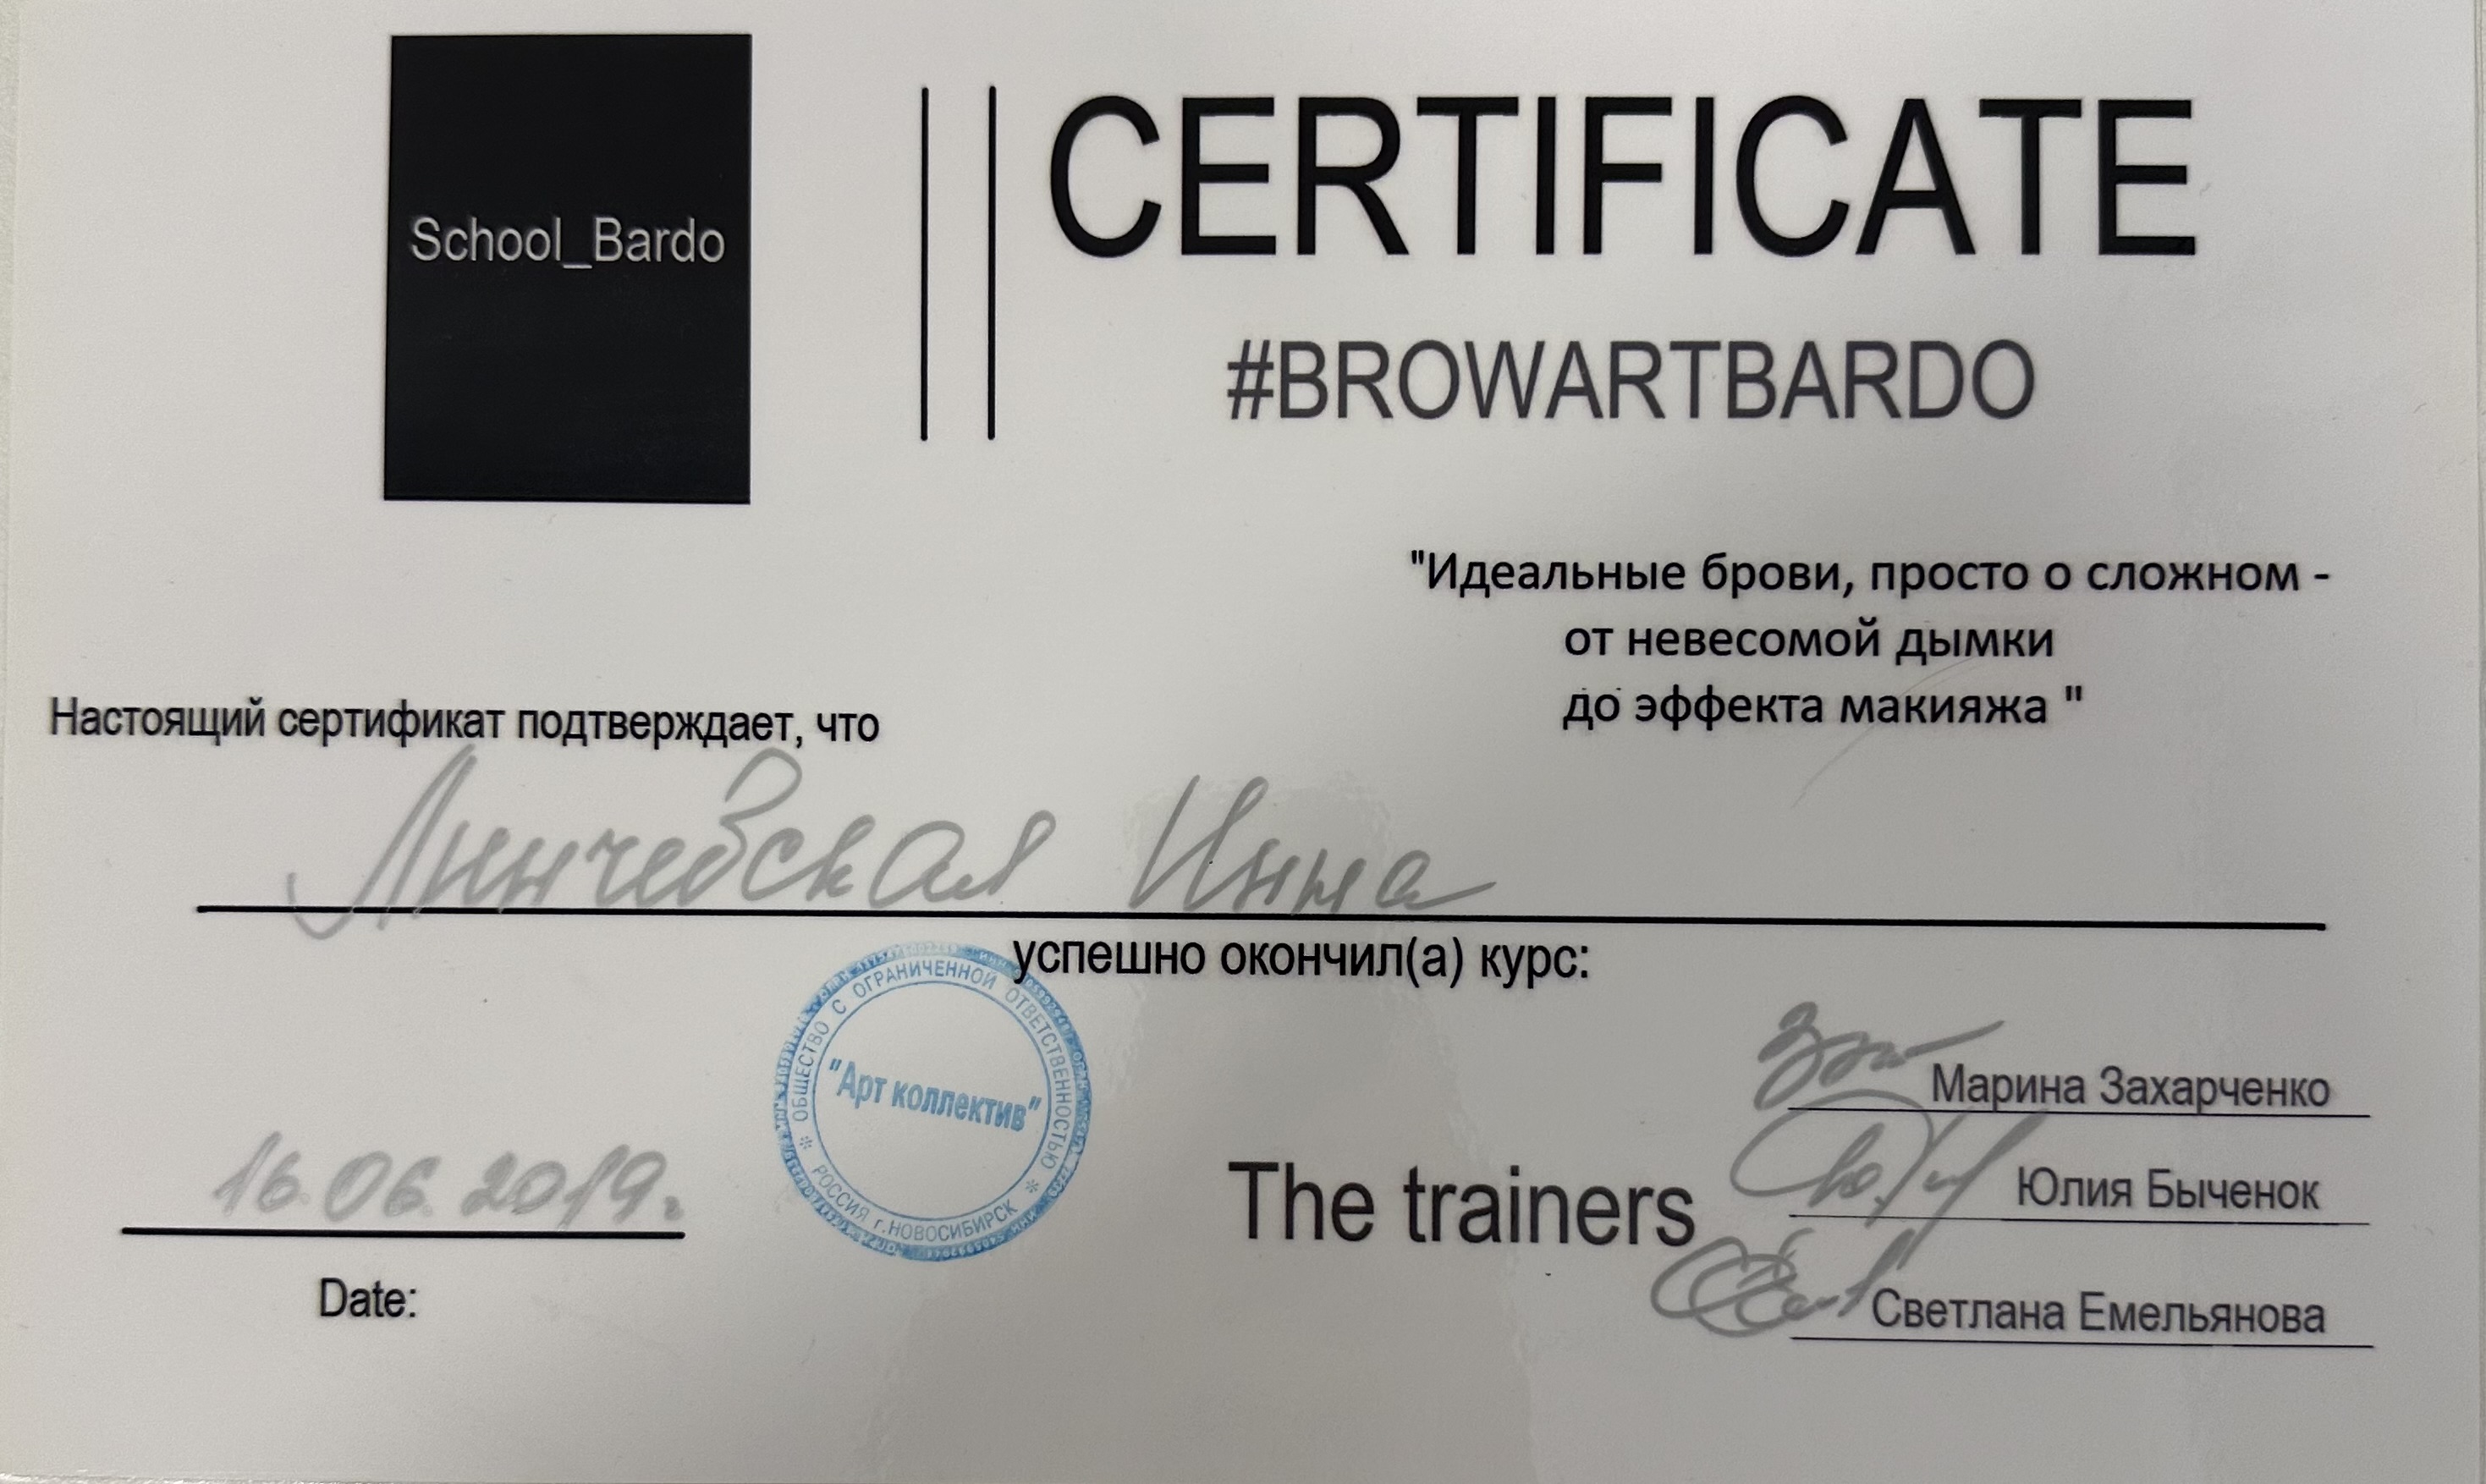 School_Bardo
CERTIFICATE
#BROWARTBARDO
"Идеальные брови, просто о сложном -
от невесомой дымки
до эффекта макияжа "
Настоящий сертификат подтверждает, что
Линчевская Инна
успешно окончил(а) курс:
ОБЩЕСТВО С ОГРАНИЧЕННОЙ ОТВЕТСТВЕННОСТЬЮ
"Арт коллектив"
РОССИЯ г.НОВОСИБИРСК
Марина Захарченко
The trainers
Юлия Быченок
Светлана Емельянова
16.06.2019г.
Date: